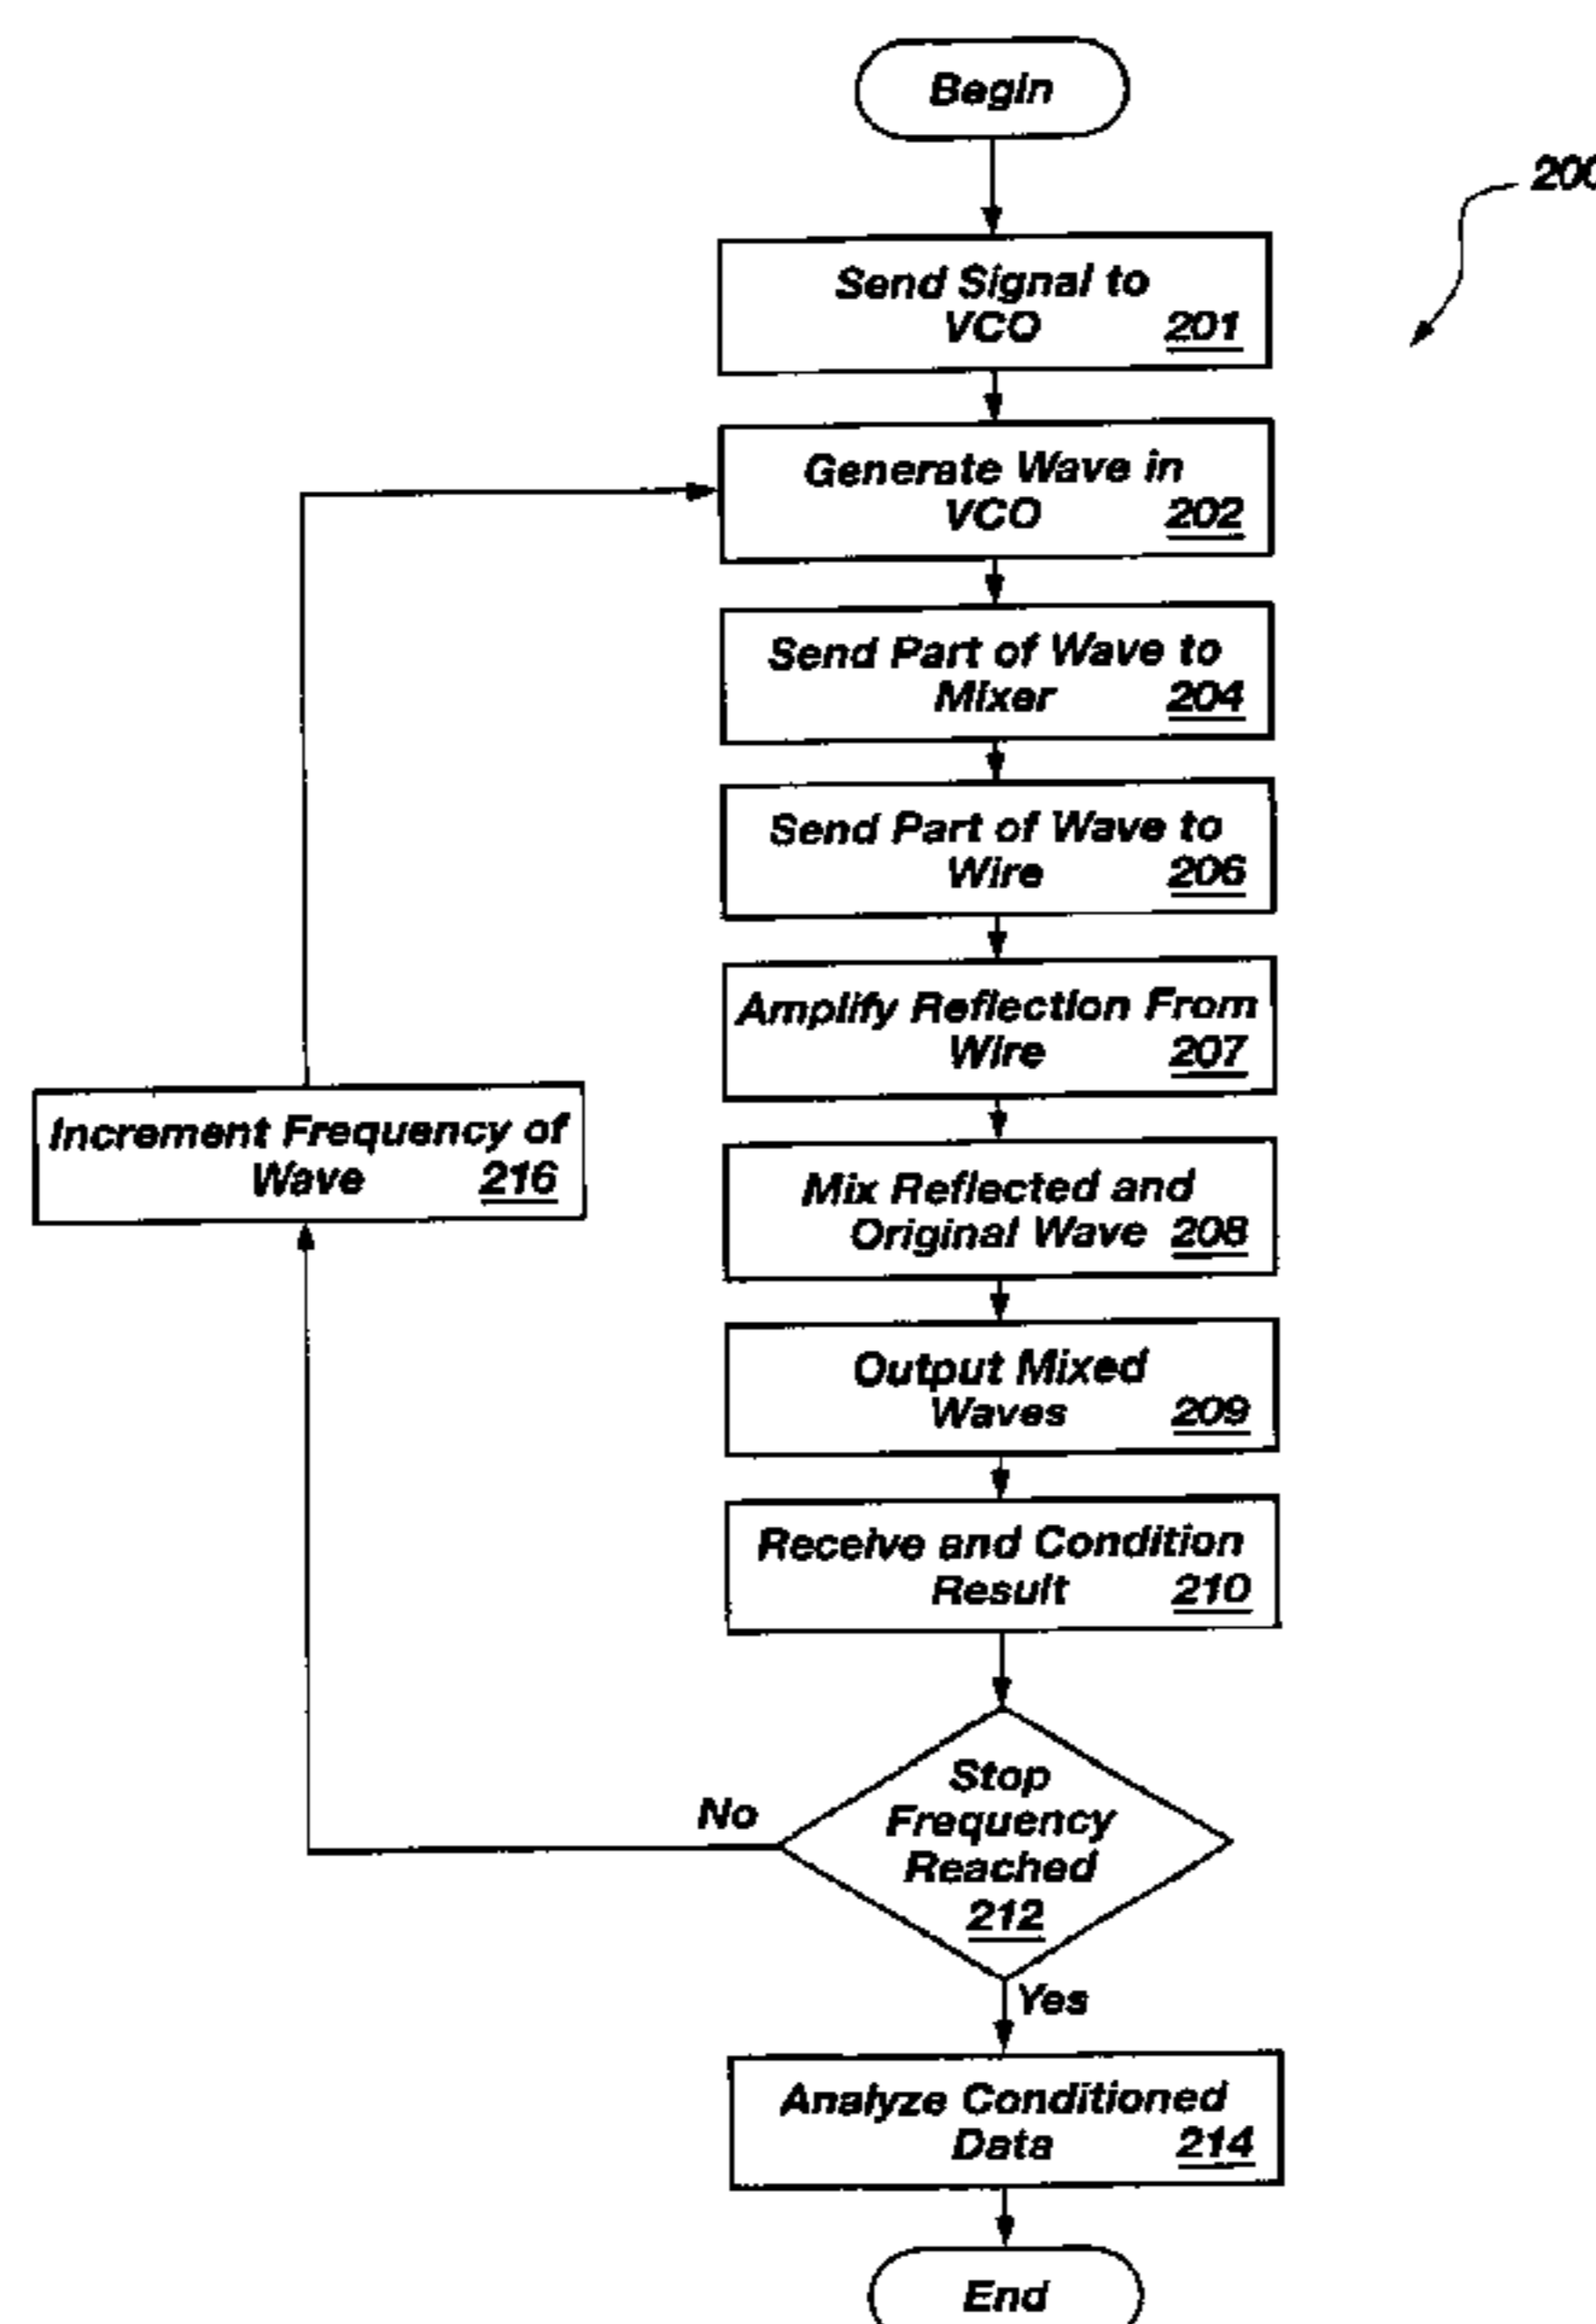 Begin
200
Send Signal to
VCO 201
Generate Wave in
VCO 202
Send Part of Wave to
Mixer 204
Send Part of Wave to
Wire 206
Amplify Reflection From
Wire 207
Increment Frequency of
Wave 216
Mix Reflected and
Original Wave 208
Output Mixed
Waves 209
Receive and Condition
Result 210
Stop
Frequency
Reached
212
No
Yes
Analyze Conditioned
Data 214
End